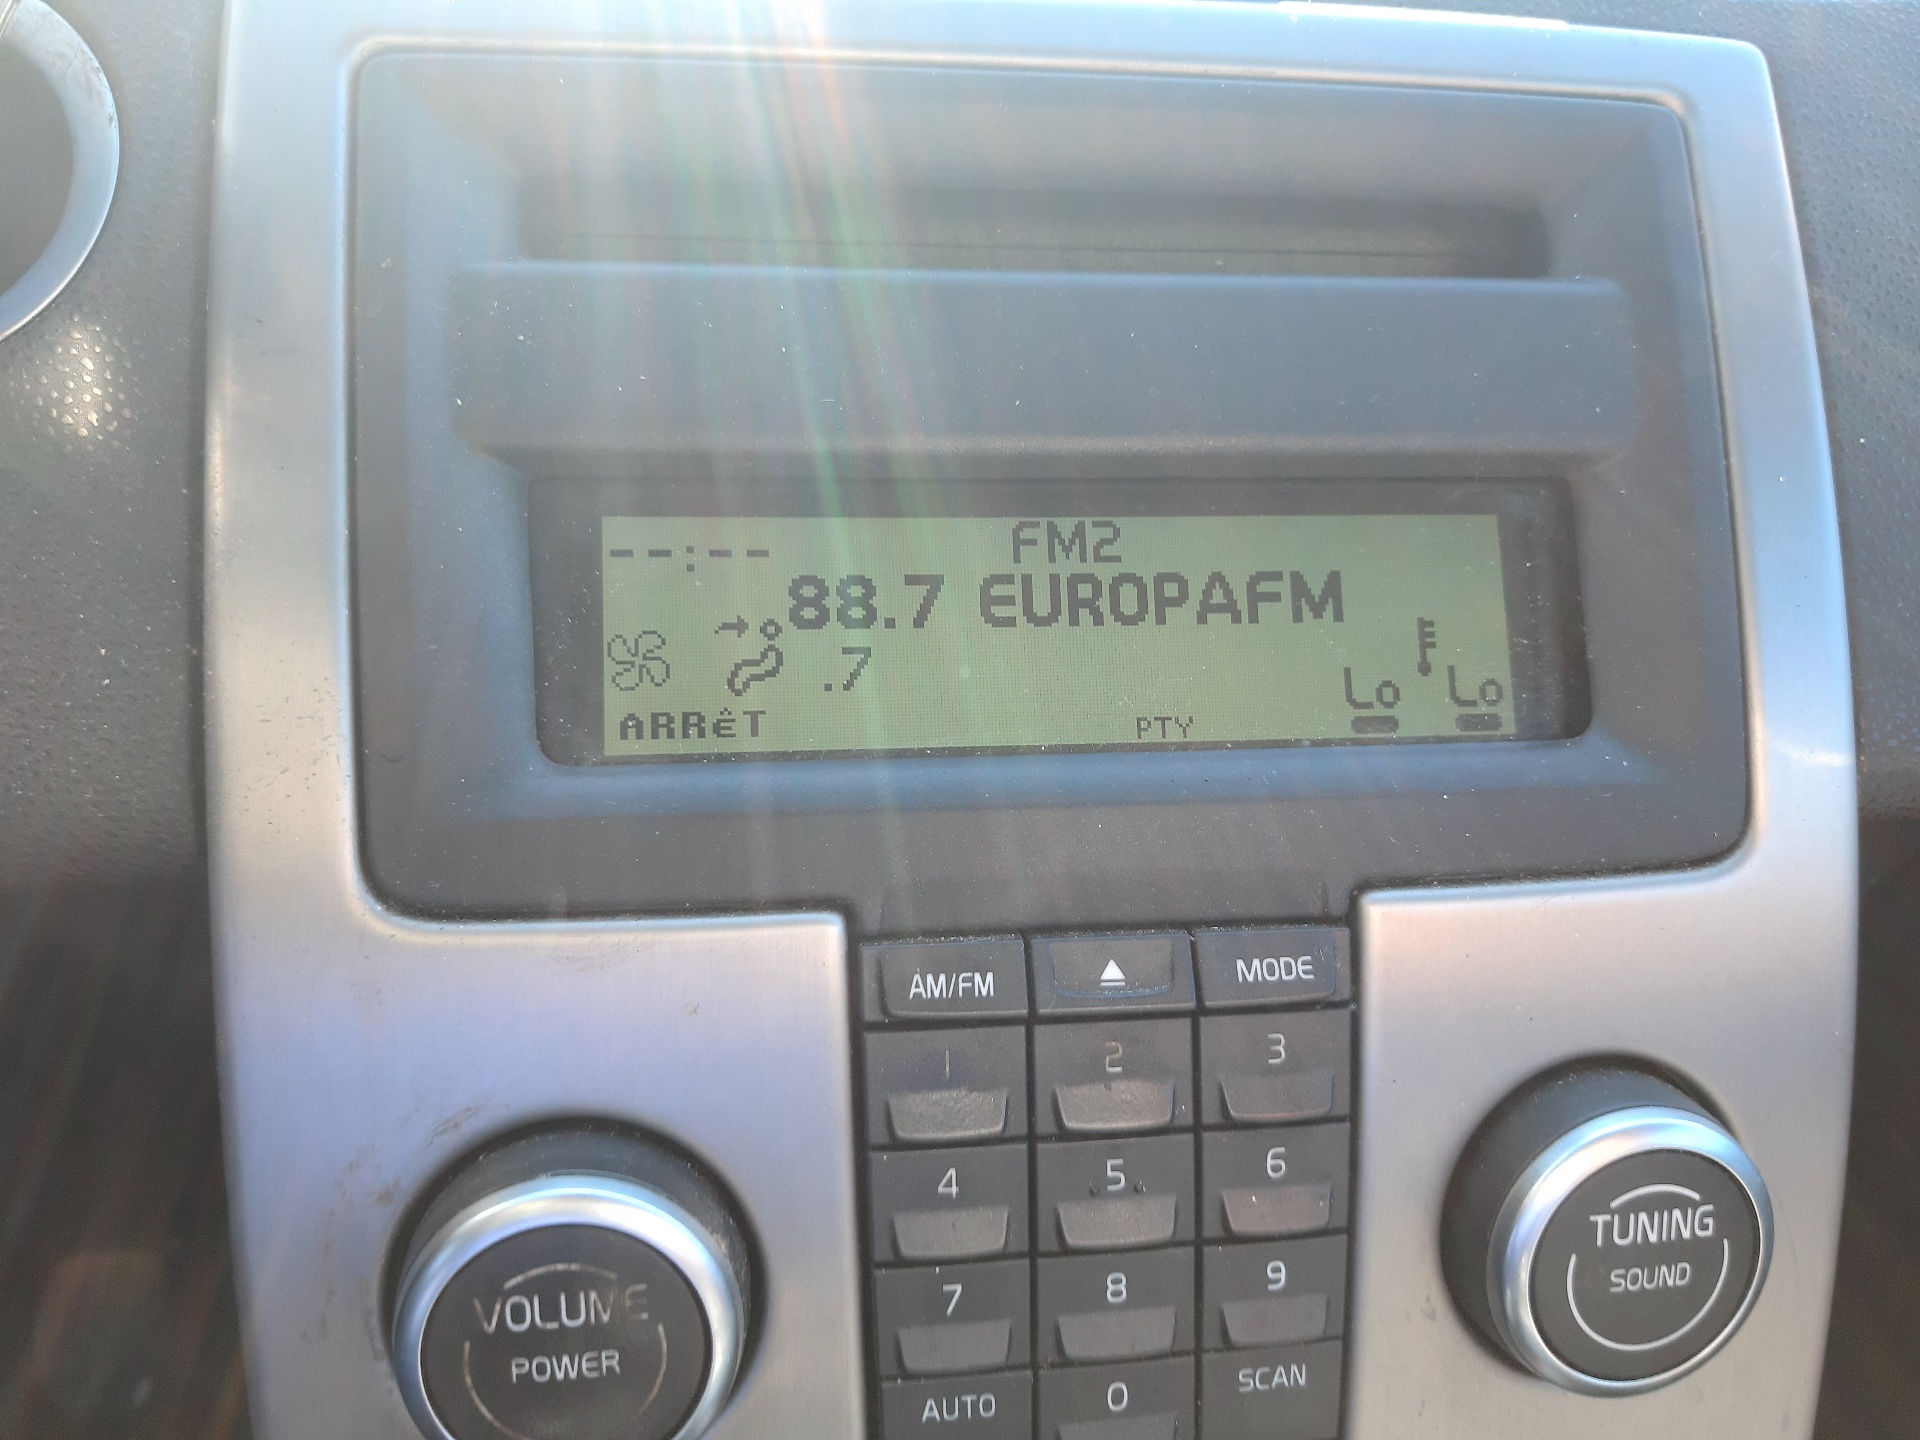 --:-- FM2
88.7 EUROPAFM
.7
Lo Lo
ARRêT PTY
AM/FM MODE
1 2 3
4 5 6
7 8 9
AUTO 0 SCAN
VOLUME
POWER
TUNING
SOUND